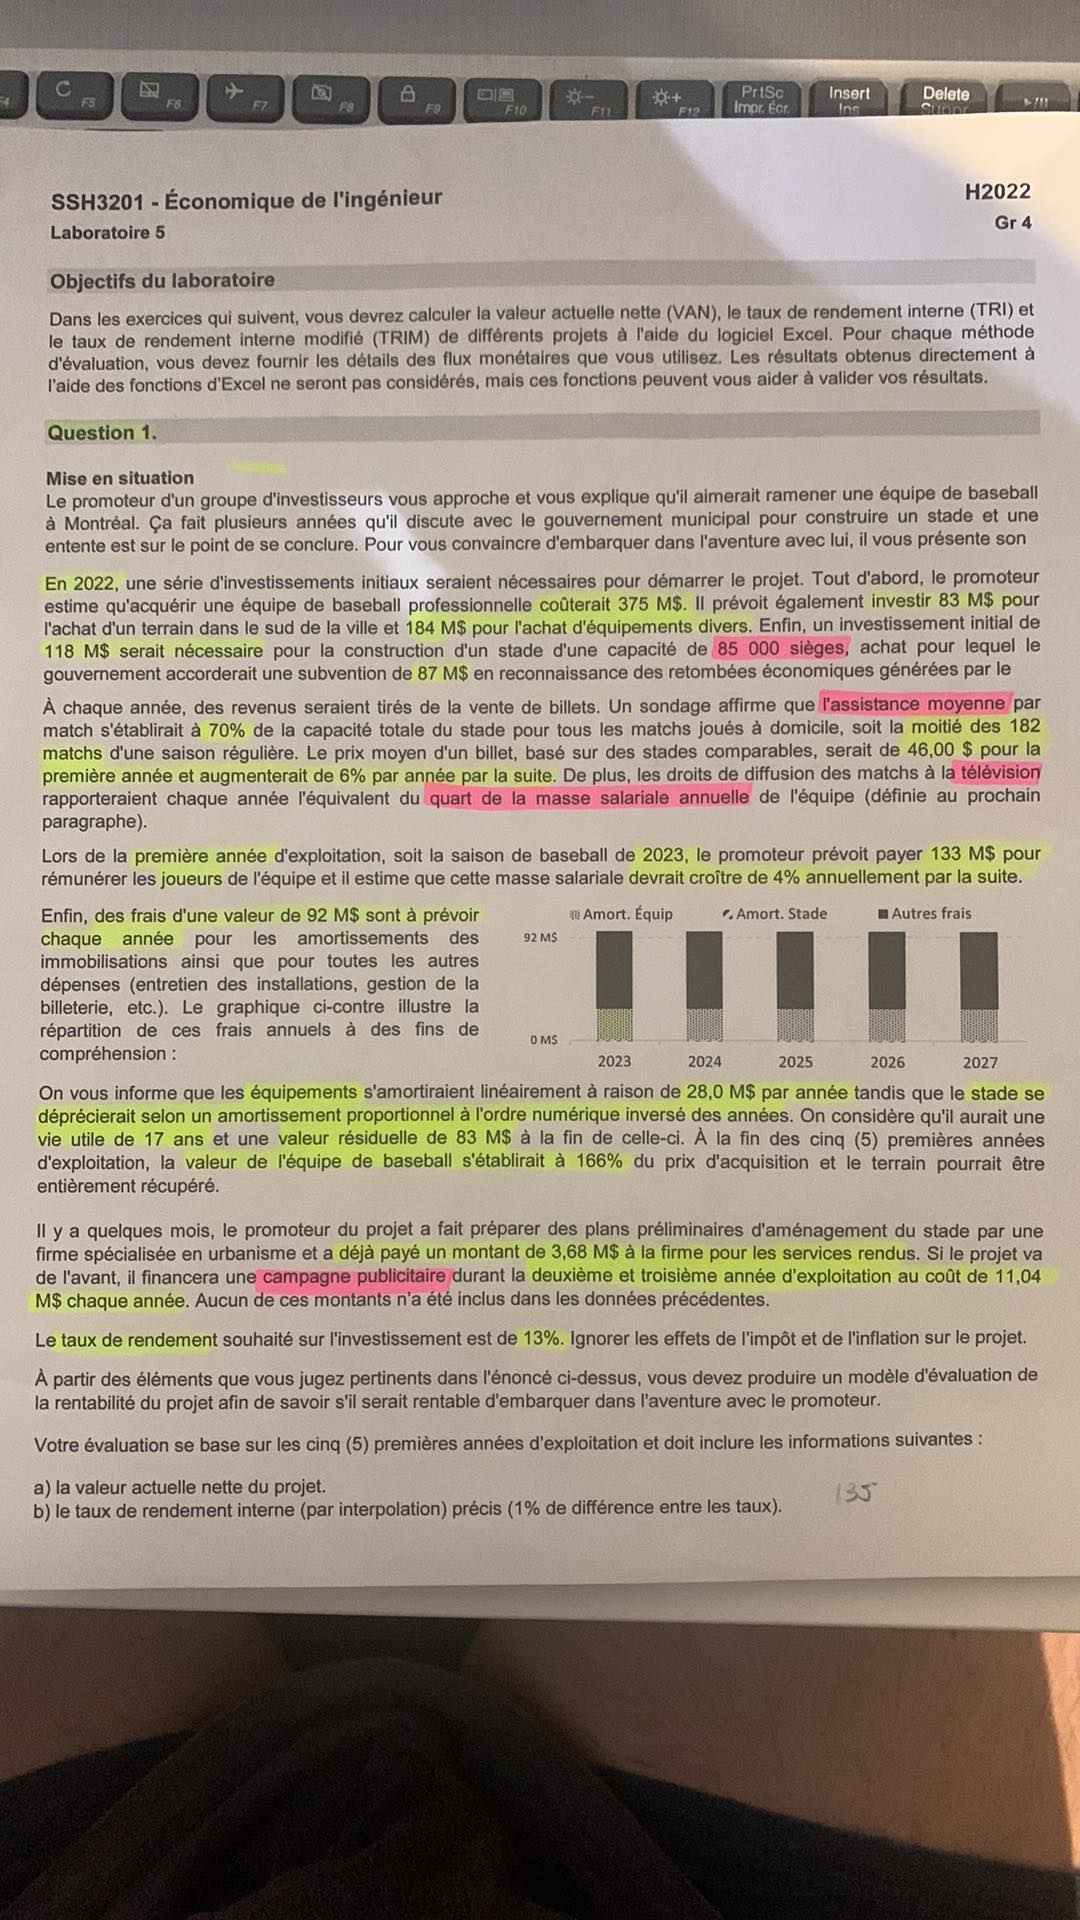 F4
C F5
F6
F7
F8
F9
F10
F11
F12
PrtSc
Impr. Écr.
Insert
Ins
Delete
Suppr
SSH3201 - Économique de l'ingénieur
H2022
Laboratoire 5
Gr 4
Objectifs du laboratoire
Dans les exercices qui suivent, vous devrez calculer la valeur actuelle nette (VAN), le taux de rendement interne (TRI) et
le taux de rendement interne modifié (TRIM) de différents projets à l'aide du logiciel Excel. Pour chaque méthode
d'évaluation, vous devez fournir les détails des flux monétaires que vous utilisez. Les résultats obtenus directement à
l'aide des fonctions d'Excel ne seront pas considérés, mais ces fonctions peuvent vous aider à valider vos résultats.
Question 1.
Mise en situation
Le promoteur d'un groupe d'investisseurs vous approche et vous explique qu'il aimerait ramener une équipe de baseball
à Montréal. Ça fait plusieurs années qu'il discute avec le gouvernement municipal pour construire un stade et une
entente est sur le point de se conclure. Pour vous convaincre d'embarquer dans l'aventure avec lui, il vous présente son
En 2022, une série d'investissements initiaux seraient nécessaires pour démarrer le projet. Tout d'abord, le promoteur
estime qu'acquérir une équipe de baseball professionnelle coûterait 375 M$. Il prévoit également investir 83 M$ pour
l'achat d'un terrain dans le sud de la ville et 184 M$ pour l'achat d'équipements divers. Enfin, un investissement initial de
118 M$ serait nécessaire pour la construction d'un stade d'une capacité de 85 000 sièges, achat pour lequel le
gouvernement accorderait une subvention de 87 M$ en reconnaissance des retombées économiques générées par le
À chaque année, des revenus seraient tirés de la vente de billets. Un sondage affirme que l'assistance moyenne par
match s'établirait à 70% de la capacité totale du stade pour tous les matchs joués à domicile, soit la moitié des 182
matchs d'une saison régulière. Le prix moyen d'un billet, basé sur des stades comparables, serait de 46,00 $ pour la
première année et augmenterait de 6% par année par la suite. De plus, les droits de diffusion des matchs à la télévision
rapporteraient chaque année l'équivalent du quart de la masse salariale annuelle de l'équipe (définie au prochain
paragraphe).
Lors de la première année d'exploitation, soit la saison de baseball de 2023, le promoteur prévoit payer 133 M$ pour
rémunérer les joueurs de l'équipe et il estime que cette masse salariale devrait croître de 4% annuellement par la suite.
Enfin, des frais d'une valeur de 92 M$ sont à prévoir
chaque année pour les amortissements des
immobilisations ainsi que pour toutes les autres
dépenses (entretien des installations, gestion de la
billeterie, etc.). Le graphique ci-contre illustre la
répartition de ces frais annuels à des fins de
compréhension :
Amort. Équip Amort. Stade Autres frais
92 M$
0 M$
2023 2024 2025 2026 2027
On vous informe que les équipements s'amortiraient linéairement à raison de 28,0 M$ par année tandis que le stade se
déprécierait selon un amortissement proportionnel à l'ordre numérique inversé des années. On considère qu'il aurait une
vie utile de 17 ans et une valeur résiduelle de 83 M$ à la fin de celle-ci. À la fin des cinq (5) premières années
d'exploitation, la valeur de l'équipe de baseball s'établirait à 166% du prix d'acquisition et le terrain pourrait être
entièrement récupéré.
Il y a quelques mois, le promoteur du projet a fait préparer des plans préliminaires d'aménagement du stade par une
firme spécialisée en urbanisme et a déjà payé un montant de 3,68 M$ à la firme pour les services rendus. Si le projet va
de l'avant, il financera une campagne publicitaire durant la deuxième et troisième année d'exploitation au coût de 11,04
M$ chaque année. Aucun de ces montants n'a été inclus dans les données précédentes.
Le taux de rendement souhaité sur l'investissement est de 13%. Ignorer les effets de l'impôt et de l'inflation sur le projet.
À partir des éléments que vous jugez pertinents dans l'énoncé ci-dessus, vous devez produire un modèle d'évaluation de
la rentabilité du projet afin de savoir s'il serait rentable d'embarquer dans l'aventure avec le promoteur.
Votre évaluation se base sur les cinq (5) premières années d'exploitation et doit inclure les informations suivantes :
a) la valeur actuelle nette du projet.
b) le taux de rendement interne (par interpolation) précis (1% de différence entre les taux).
135